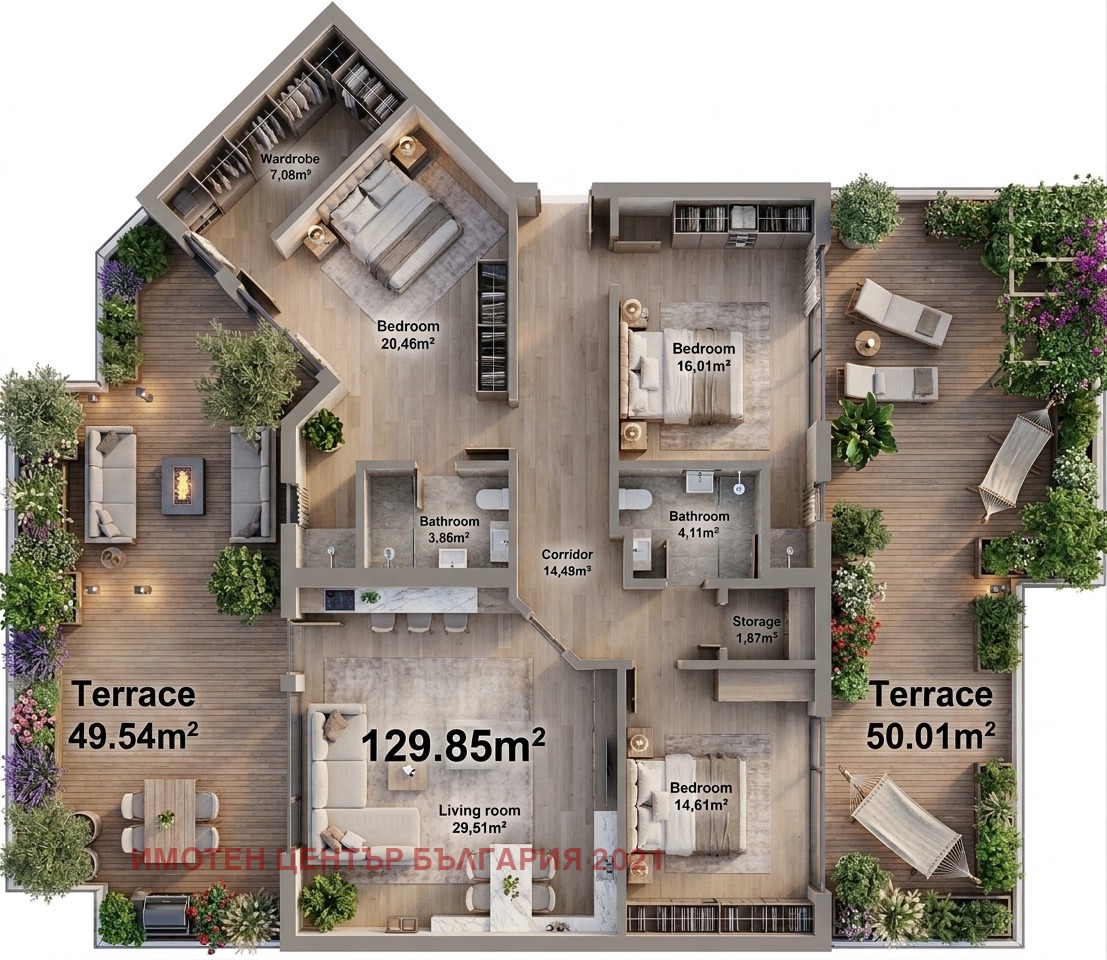 Wardrobe
7,08m²
Bedroom
20,46m²
Bedroom
16,01m²
Bathroom
3,86m²
Bathroom
4,11m²
Corridor
14,49m³
Storage
1,87m⁵
Terrace
49.54m²
129.85m²
Terrace
50.01m²
Bedroom
14,61m²
Living room
29,51m²
ИМОТЕН ЦЕНТЪР БЪЛГАРИЯ 2021